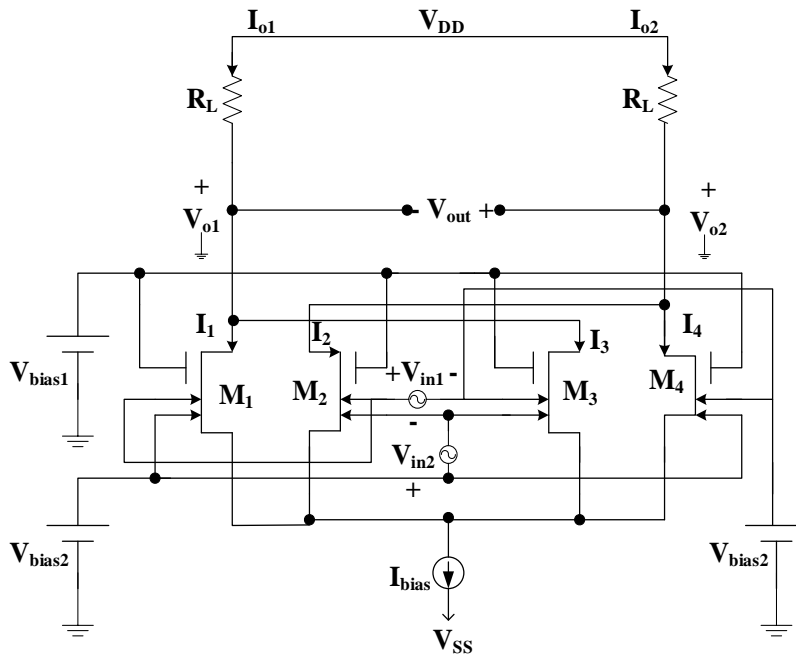 I_o1 V_DD I_o2
R_L R_L
+ - V_out + +
V_o1 V_o2
I_1 I_2 I_3 I_4
V_bias1 + V_in1 -
M_1 M_2 M_3 M_4
-
V_in2
+
V_bias2 I_bias V_bias2
V_SS